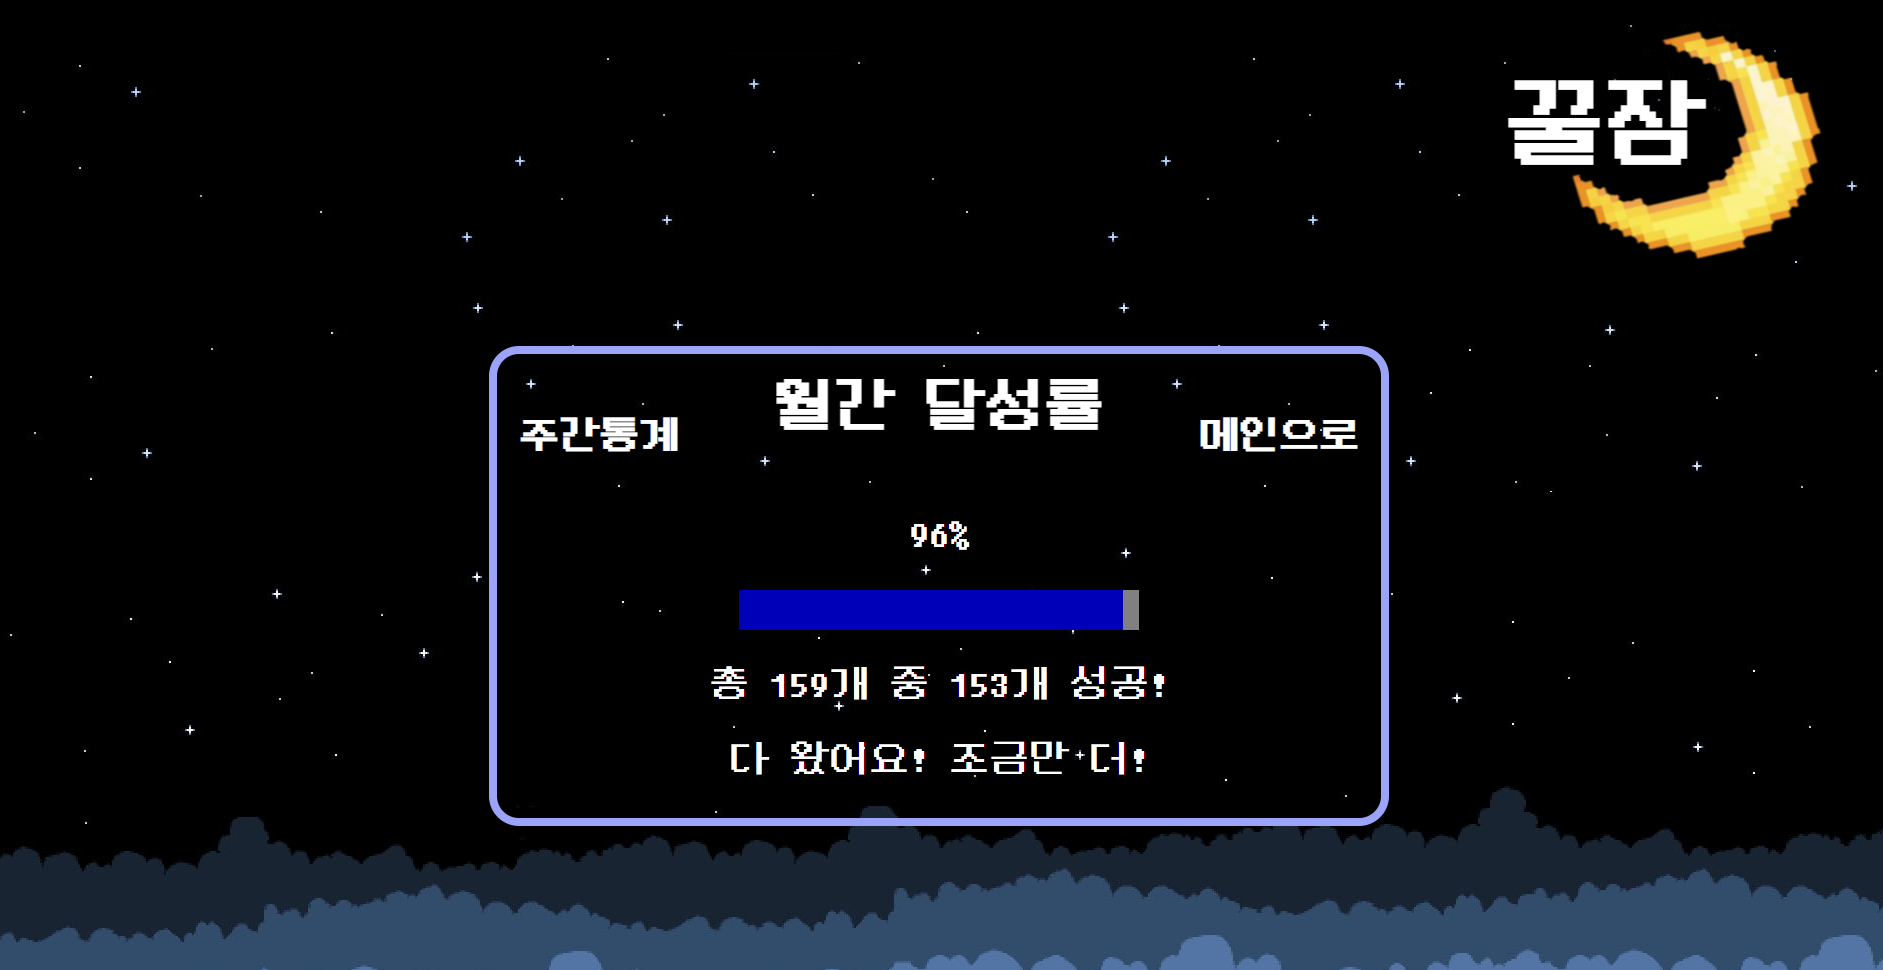 꿀잠
월간 달성률
주간통계
메인으로
96%
총 159개 중 153개 성공!
다 왔어요! 조금만 더!